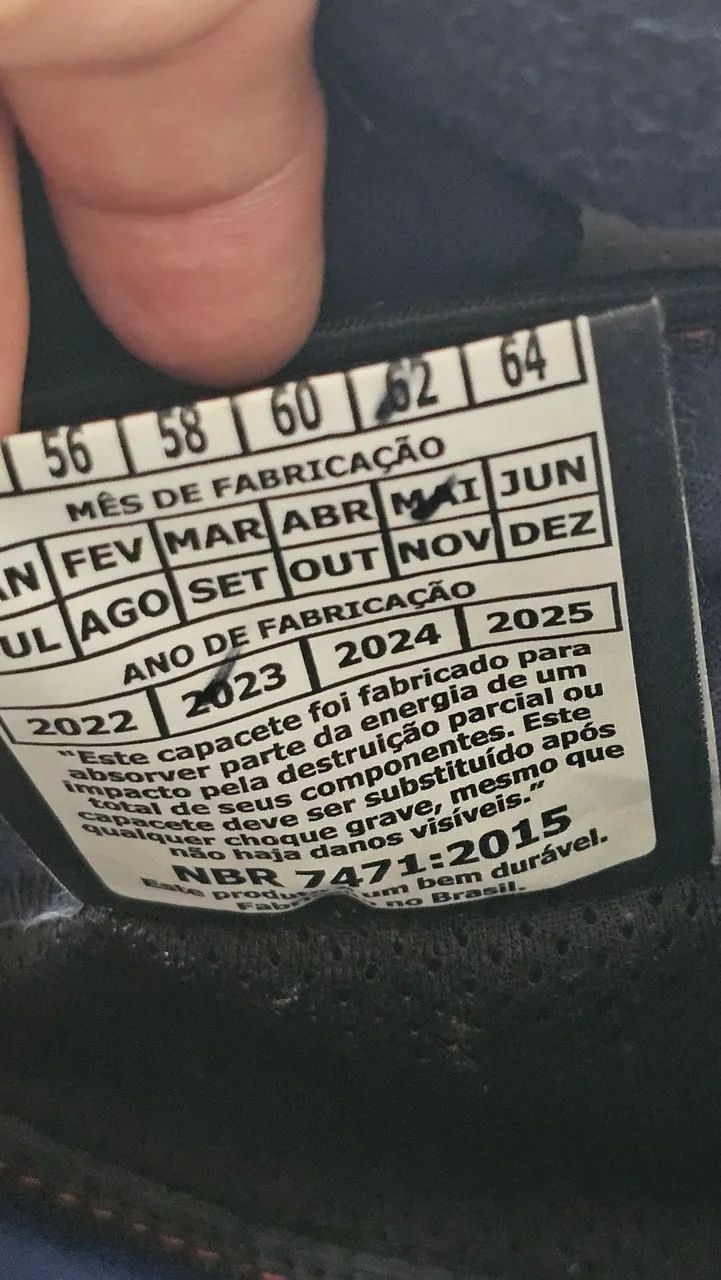 56 58 60 62 64
MÊS DE FABRICAÇÃO
FEV MAR ABR MAI JUN
AGO SET OUT NOV DEZ
ANO DE FABRICAÇÃO
2022 2023 2024 2025
"Este capacete foi fabricado para
absorver parte da energia de um
impacto pela destruição parcial ou
total de seus componentes. Este
capacete deve ser substituído após
qualquer choque grave, mesmo que
não haja danos visíveis."
NBR 7471:2015
Este um bem durável.
no Brasil.